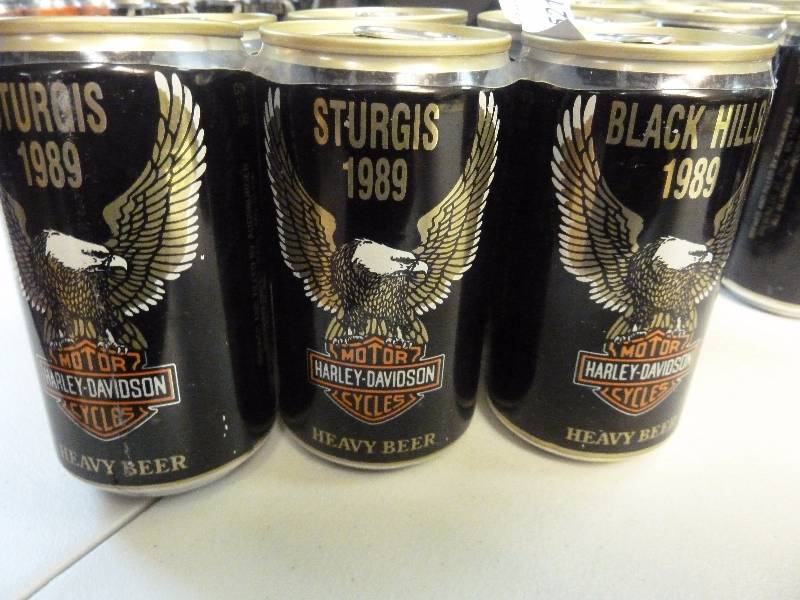 STURGIS
1989
MOTOR
HARLEY-DAVIDSON
CYCLES
HEAVY BEER
STURGIS
1989
MOTOR
HARLEY-DAVIDSON
CYCLES
HEAVY BEER
BLACK HILLS
1989
MOTOR
HARLEY-DAVIDSON
CYCLES
HEAVY BEER